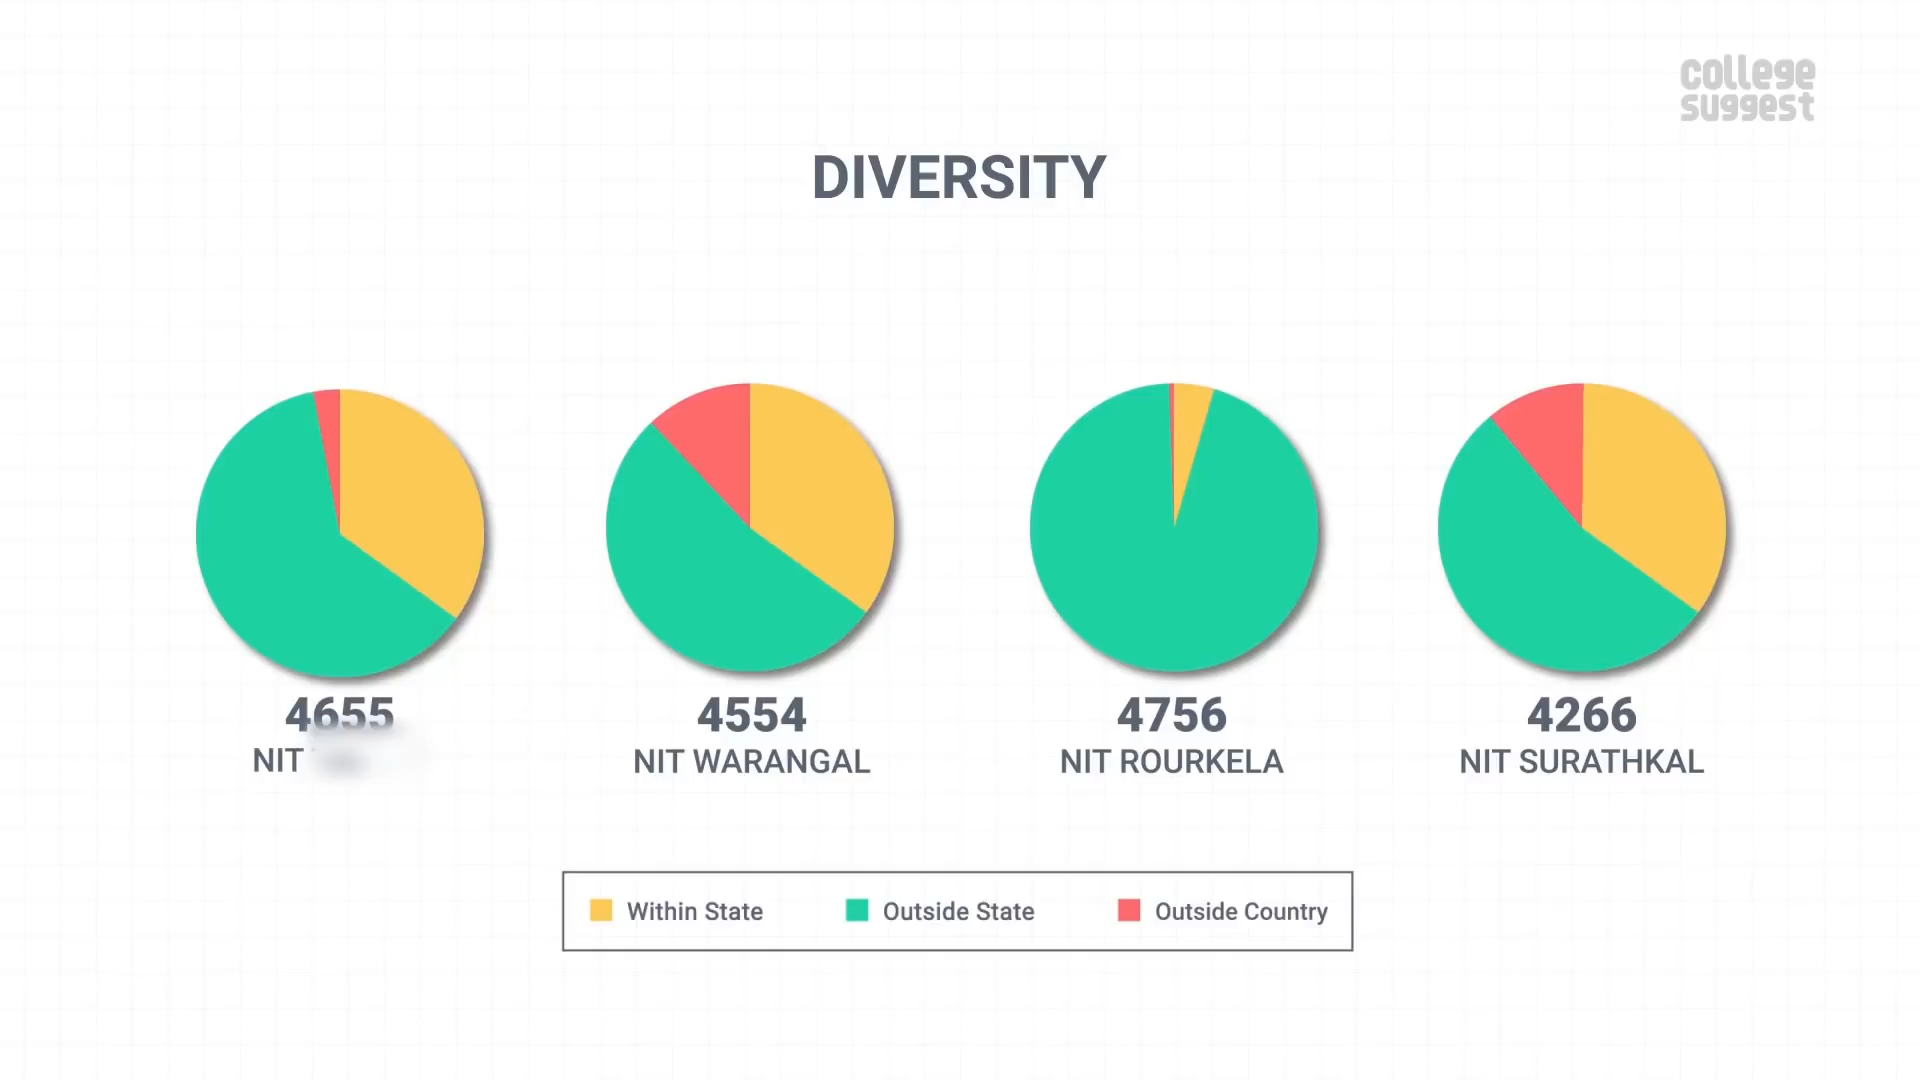 college
suggest
DIVERSITY
4655
NIT
4554
NIT WARANGAL
4756
NIT ROURKELA
4266
NIT SURATHKAL
Within State
Outside State
Outside Country